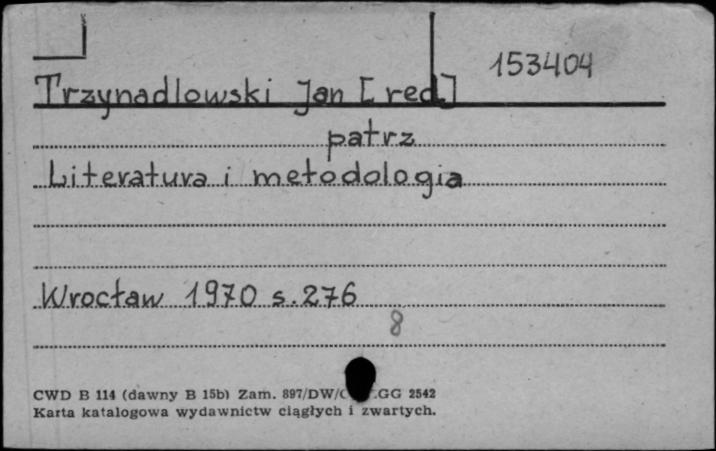 153404
Trzynadlowski Jan [red]
patrz
Literatura i metodologia
Wrocław 1970 s. 276
8
CWD B 114 (dawny B 15b) Zam. 897/DW/ .GG 2542
Karta katalogowa wydawnictw ciągłych i zwartych.